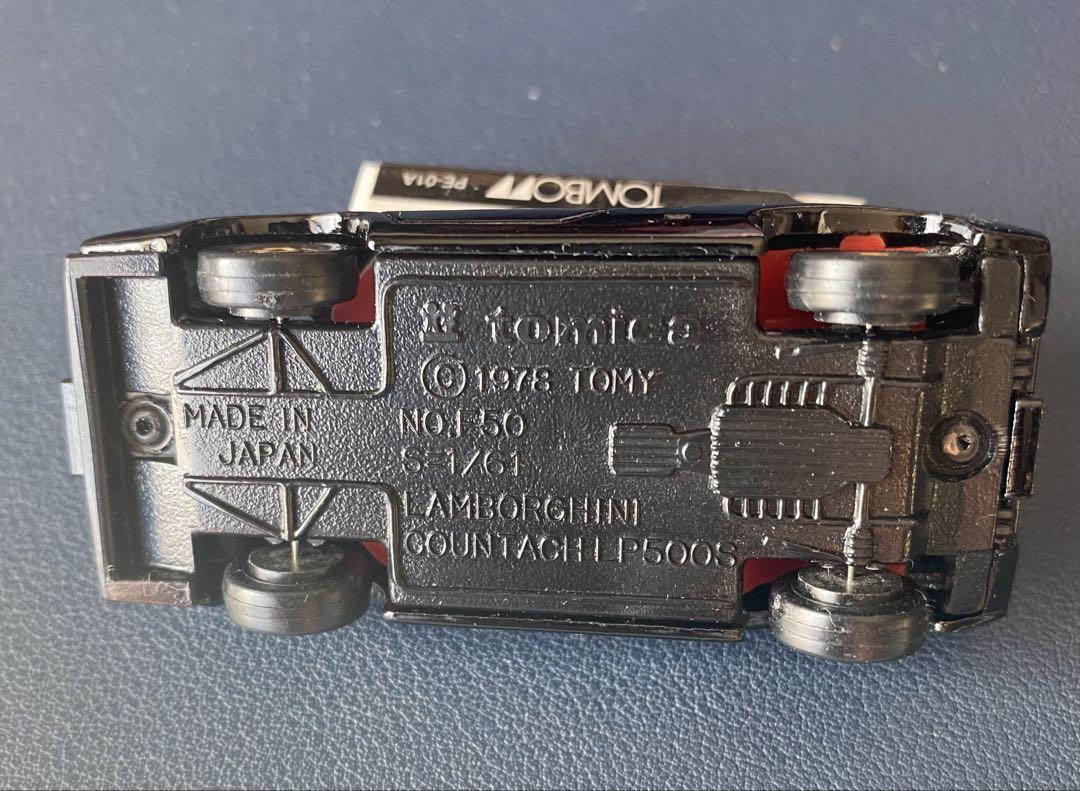 TOMBOW PE-01A
tomica
© 1978 TOMY
MADE IN
JAPAN
NO.F50
S=1/61
LAMBORGHINI
COUNTACH LP500S